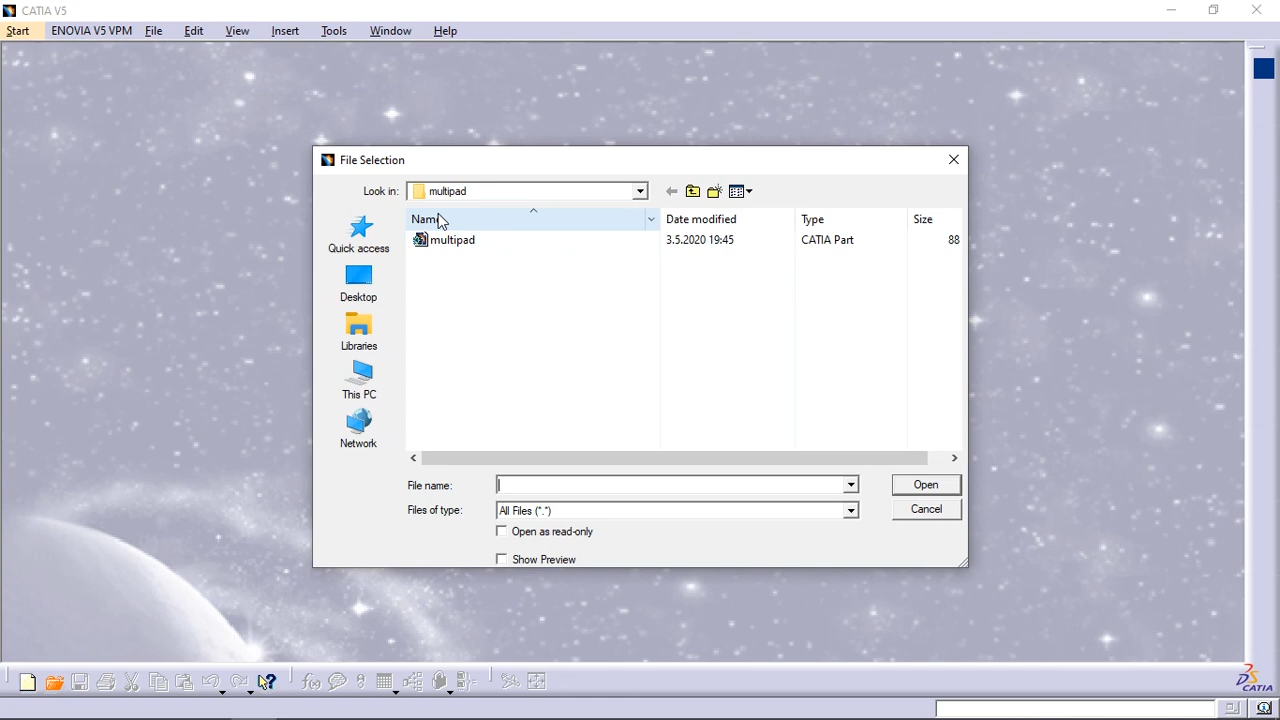 CATIA V5
Start ENOVIA V5 VPM File Edit View Insert Tools Window Help
File Selection
Look in: multipad
Name Date modified Type Size
multipad 3.5.2020 19:45 CATIA Part 88
Quick access
Desktop
Libraries
This PC
Network
File name: Open
Files of type: All Files (*.*) Cancel
Open as read-only
Show Preview
CATIA